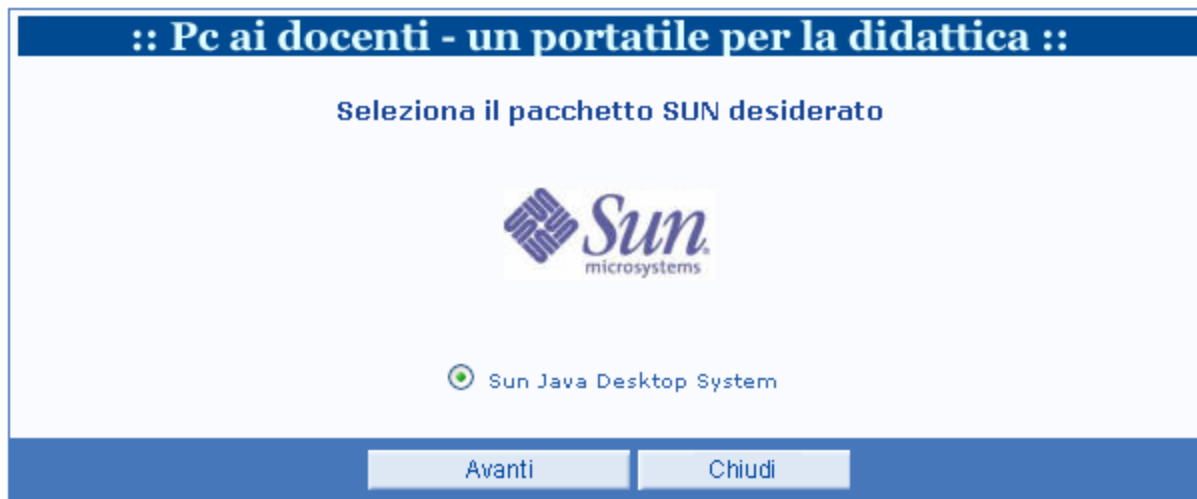 :: Pc ai docenti - un portatile per la didattica ::
Seleziona il pacchetto SUN desiderato
Sun
microsystems
Sun Java Desktop System
Avanti Chiudi